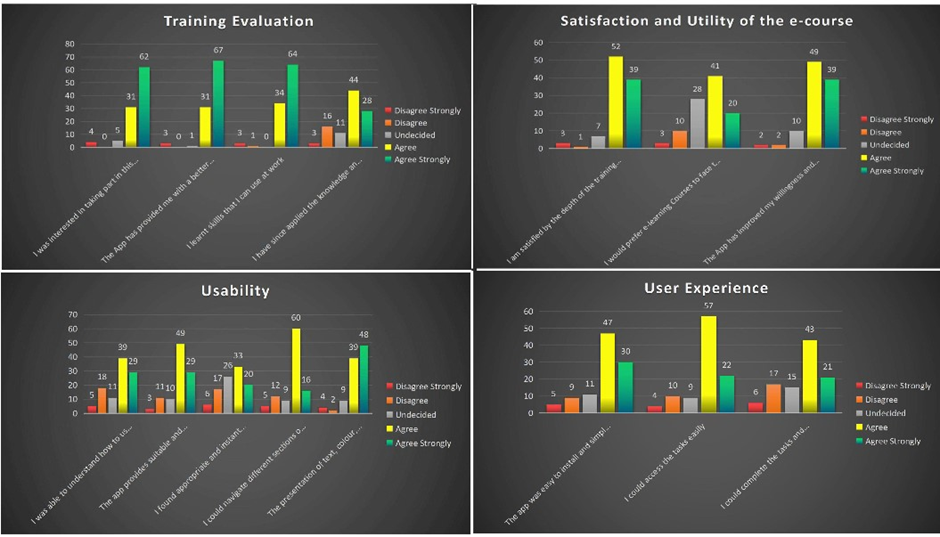 Training Evaluation
80
70
60
50
40
30
20
10
0
4 0 5 31 62
3 0 1 31 67
3 1 0 34 64
3 16 11 44 28
I was interested in taking part in this...
The App has provided me with a better...
I learnt skills that I can use at work
I have since applied the knowledge an...
Disagree Strongly
Disagree
Undecided
Agree
Agree Strongly
Satisfaction and Utility of the e-course
60
50
40
30
20
10
0
3 1 7 52 39
3 10 28 41 20
2 2 10 49 39
I am satisfied by the depth of the training...
I would prefer e-learning Courses to face t...
The App has improved my willingness and...
Disagree Strongly
Disagree
Undecided
Agree
Agree Strongly
Usability
70
60
50
40
30
20
10
0
5 18 11 39 29
3 11 10 49 29
6 17 26 33 20
5 12 9 60 16
4 2 9 39 48
I was able to understand how to us...
The app provides suitable and...
I found appropriate and instant...
I could navigate different sections o...
The presentation of text, colour,...
Disagree Strongly
Disagree
Undecided
Agree
Agree Strongly
User Experience
60
50
40
30
20
10
0
5 9 11 47 30
4 10 9 57 22
6 17 15 43 21
The app was easy to install and simpl...
I could access the tasks easily
I could complete the tasks and...
Disagree Strongly
Disagree
Undecided
Agree
Agree Strongly